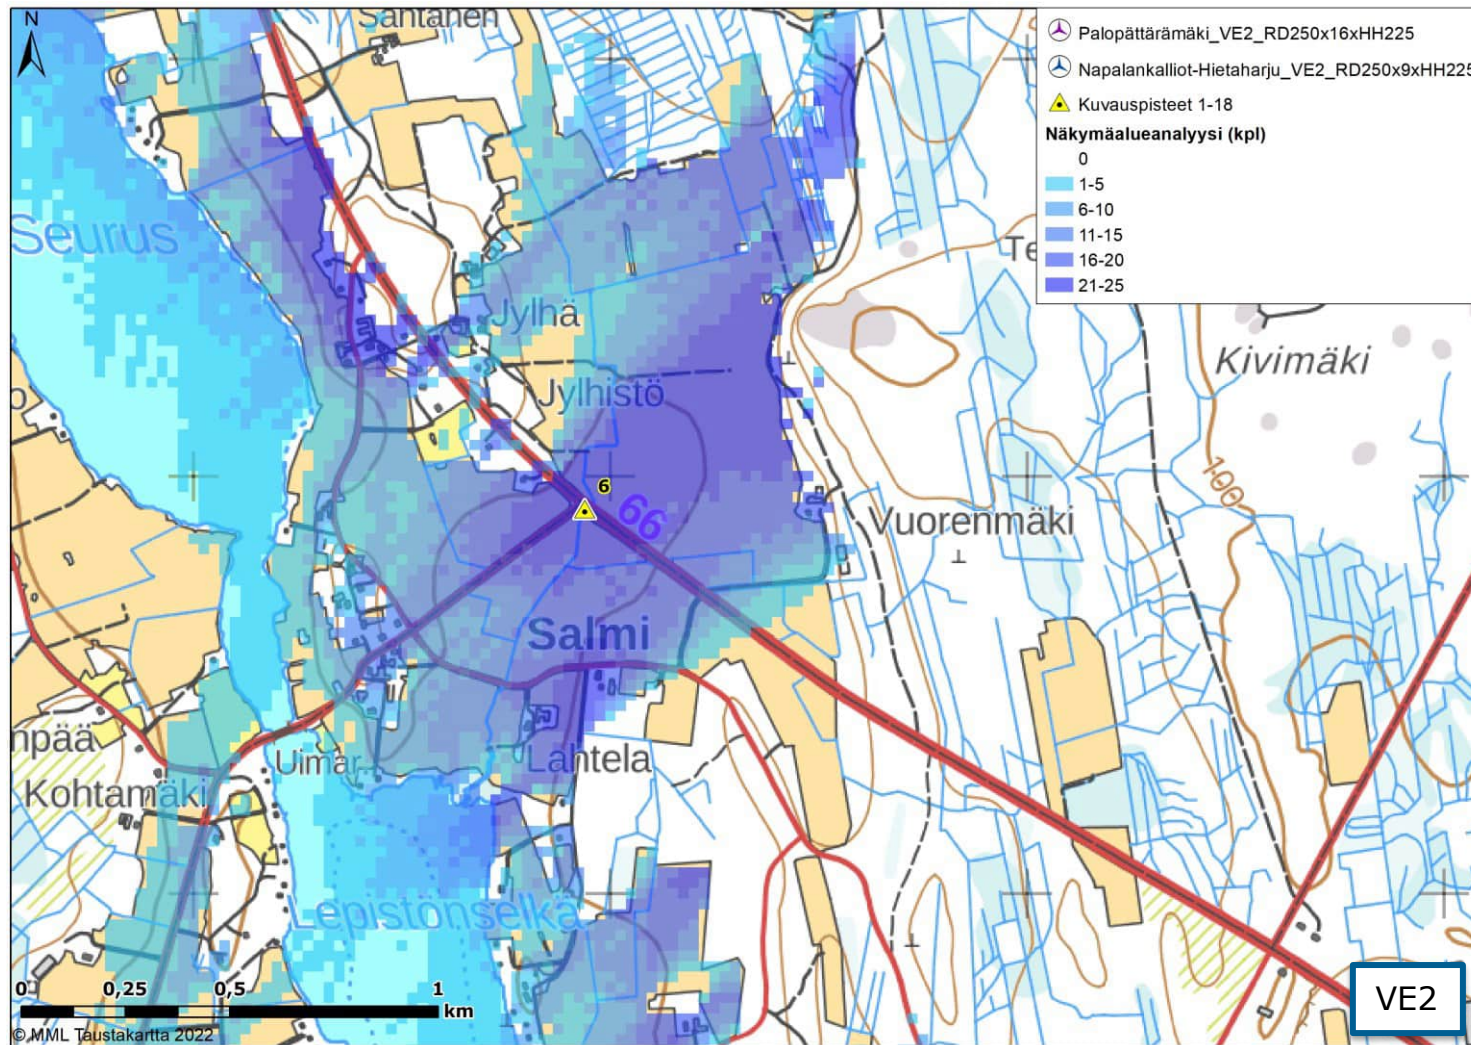 N
Santanen
Palopättärämäki_VE2_RD250x16xHH225
Napalankalliot-Hietaharju_VE2_RD250x9xHH225
Kuvauspisteet 1-18
Näkymäalueanalyysi (kpl)
0
1-5
6-10
11-15
16-20
21-25
Seurus
Te
Jylhä
Kivimäki
Jylhistö
100
6
66
Vuorenmäki
Salmi
npää
Uimar.
Lahtela
Kohtamäki
Lepistönselkä
0 0,25 0,5 1
km
VE2
© MML Taustakartta 2022